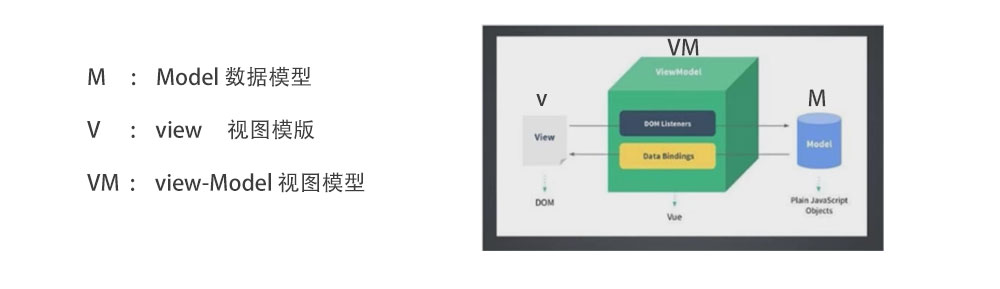 M : Model 数据模型
V : view 视图模版
VM : view-Model 视图模型
VM
ViewModel
V
M
DOM Listeners
View
Model
Data Bindings
DOM
Vue
Plain JavaScript
Objects